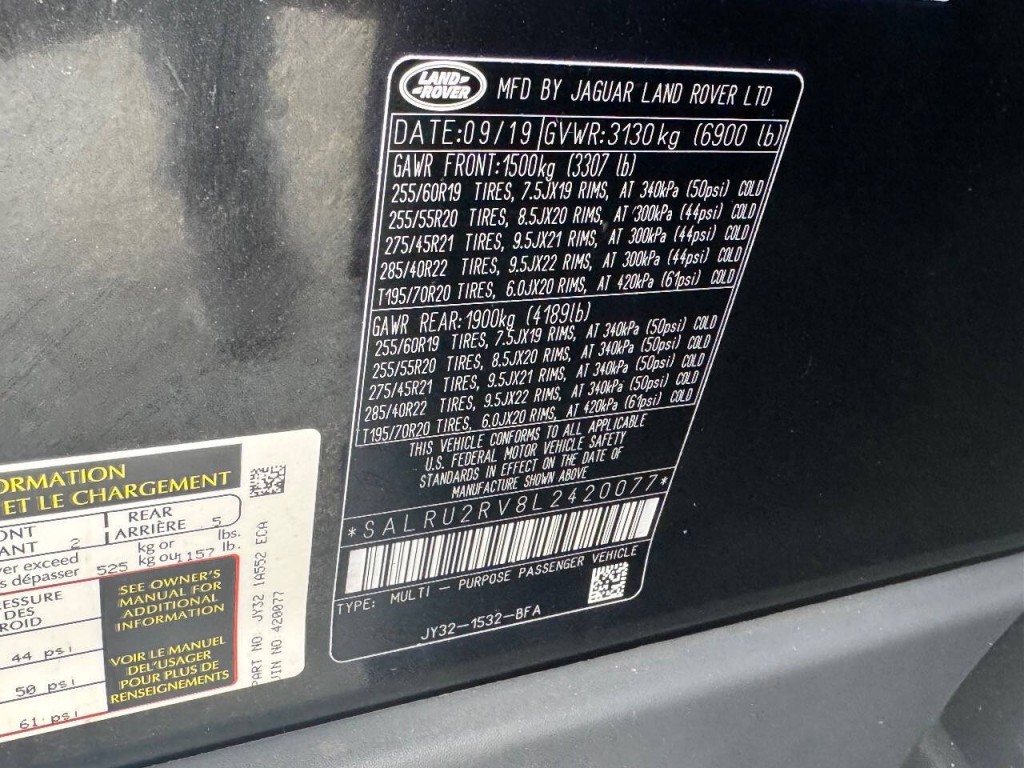 LAND-
-ROVER
MFD BY JAGUAR LAND ROVER LTD
DATE:09/19 GVWR:3130kg (6900 lb)
GAWR FRONT:1500kg (3307 lb)
255/60R19 TIRES, 7.5JX19 RIMS, AT 340kPa (50psi) COLD
255/55R20 TIRES, 8.5JX20 RIMS, AT 300kPa (44psi) COLD
275/45R21 TIRES, 9.5JX21 RIMS, AT 300kPa (44psi) COLD
285/40R22 TIRES, 9.5JX22 RIMS, AT 300kPa (44psi) COLD
T195/70R20 TIRES, 6.0JX20 RIMS, AT 420kPa (61psi) COLD
GAWR REAR:1900kg (4189lb)
255/60R19 TIRES, 7.5JX19 RIMS, AT 340kPa (50psi) COLD
255/55R20 TIRES, 8.5JX20 RIMS, AT 340kPa (50psi) COLD
275/45R21 TIRES, 9.5JX21 RIMS, AT 340kPa (50psi) COLD
285/40R22 TIRES, 9.5JX22 RIMS, AT 340kPa (50psi) COLD
T195/70R20 TIRES, 6.0JX20 RIMS, AT 420kPa (61psi) COLD
THIS VEHICLE CONFORMS TO ALL APPLICABLE
U.S. FEDERAL MOTOR VEHICLE SAFETY
STANDARDS IN EFFECT ON THE DATE OF
MANUFACTURE SHOWN ABOVE
*SALRU2RV8L2420077*
TYPE: MULTI - PURPOSE PASSENGER VEHICLE
JY32-1532-BFA
ORMATION
ET LE CHARGEMENT
ONT
ANT 2
REAR
ARRIÈRE 5
ver exceed
s dépasser 525
kg or
kg ou 1157
lbs.
lb.
ESSURE
DES
ROID
SEE OWNER'S
MANUAL FOR
ADDITIONAL
INFORMATION
44 psi
50 psi
61 psi
VOIR LE MANUEL
DEL'USAGER
POUR PLUS DE
RENSEIGNEMENTS
PART NO. JY32 1A552 ECA
VIN NO 420077